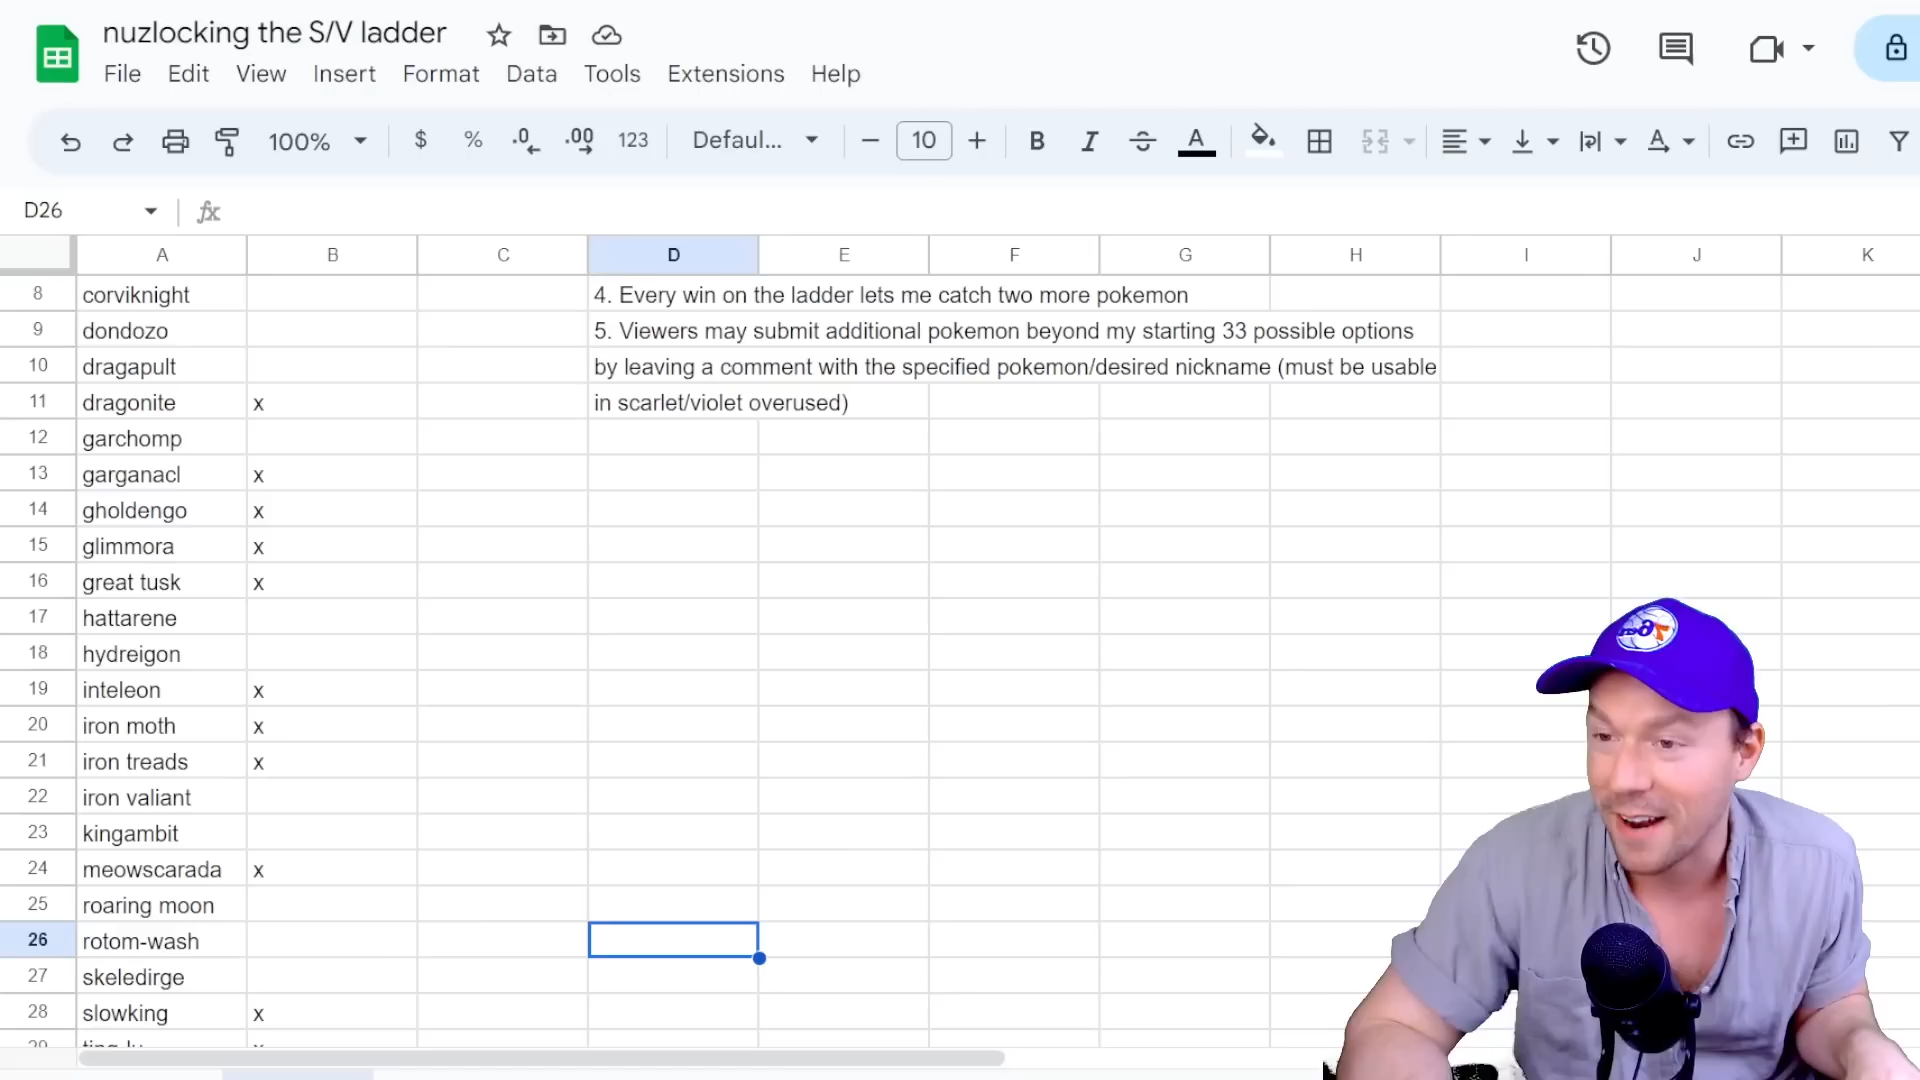 nuzlocking the S/V ladder
File Edit View Insert Format Data Tools Extensions Help
100% $ % .0 .00 123 Defaul... 10 B I A A
D26 fx
A B C D E F G H I J K
8 corviknight 4. Every win on the ladder lets me catch two more pokemon
9 dondozo 5. Viewers may submit additional pokemon beyond my starting 33 possible options
10 dragapult by leaving a comment with the specified pokemon/desired nickname (must be usable
11 dragonite x in scarlet/violet overused)
12 garchomp
13 garganacl x
14 gholdengo x
15 glimmora x
16 great tusk x
17 hattarene
18 hydreigon
19 inteleon x
20 iron moth x
21 iron treads x
22 iron valiant
23 kingambit
24 meowscarada x
25 roaring moon
26 rotom-wash
27 skeledirge
28 slowking x